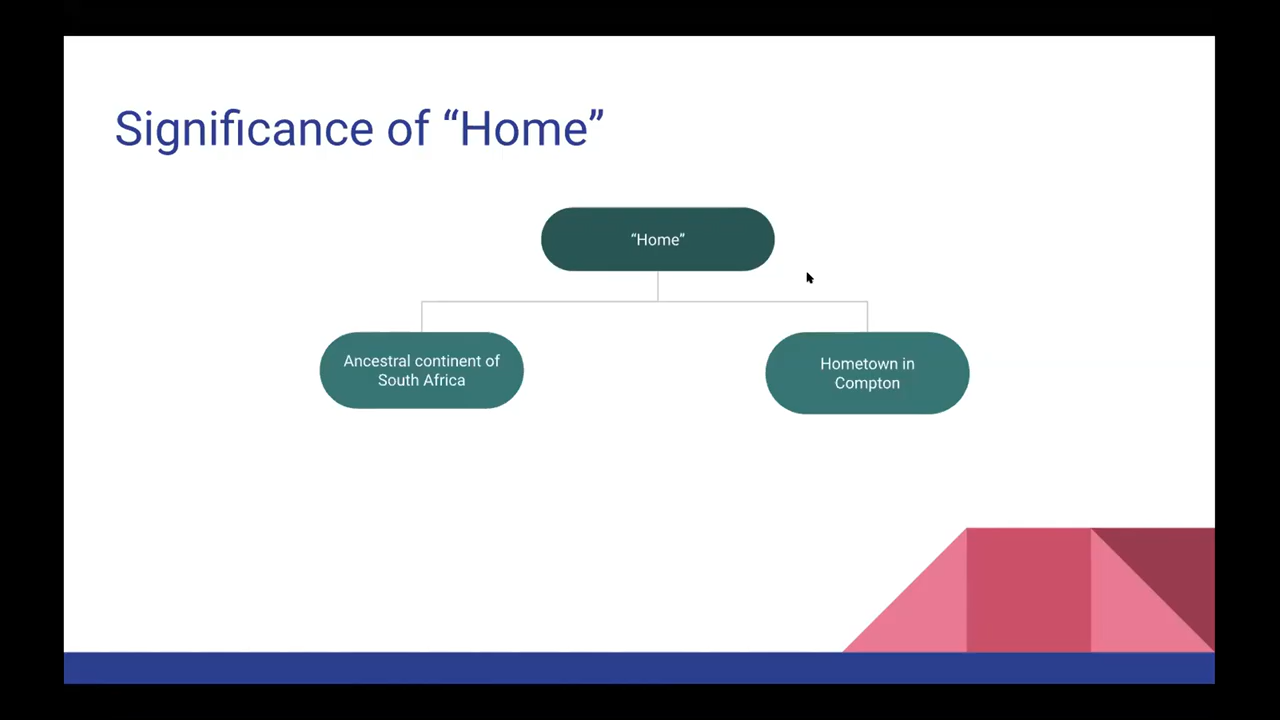 Significance of “Home”
“Home”
Ancestral continent of
South Africa
Hometown in
Compton